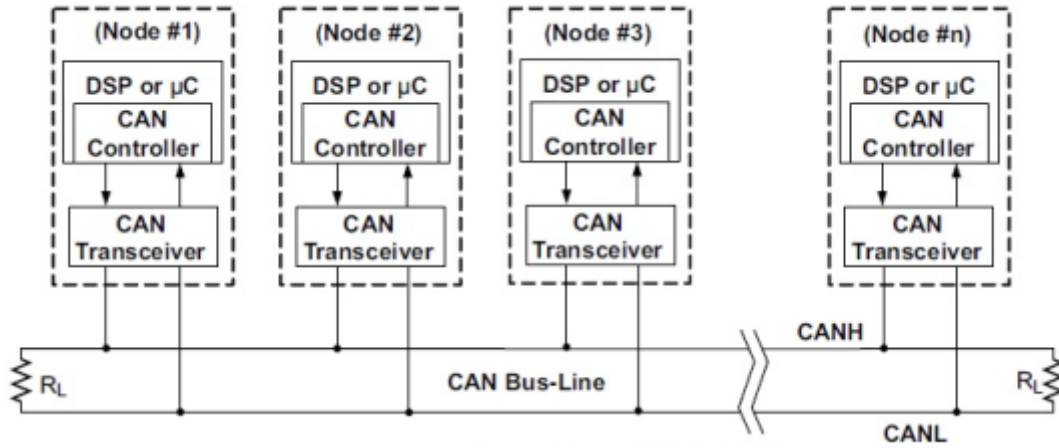 (Node #1)
DSP or µC
CAN
Controller
CAN
Transceiver
(Node #2)
DSP or µC
CAN
Controller
CAN
Transceiver
(Node #3)
DSP or µC
CAN
Controller
CAN
Transceiver
(Node #n)
DSP or µC
CAN
Controller
CAN
Transceiver
CANH
RL
CAN Bus-Line
RL
CANL